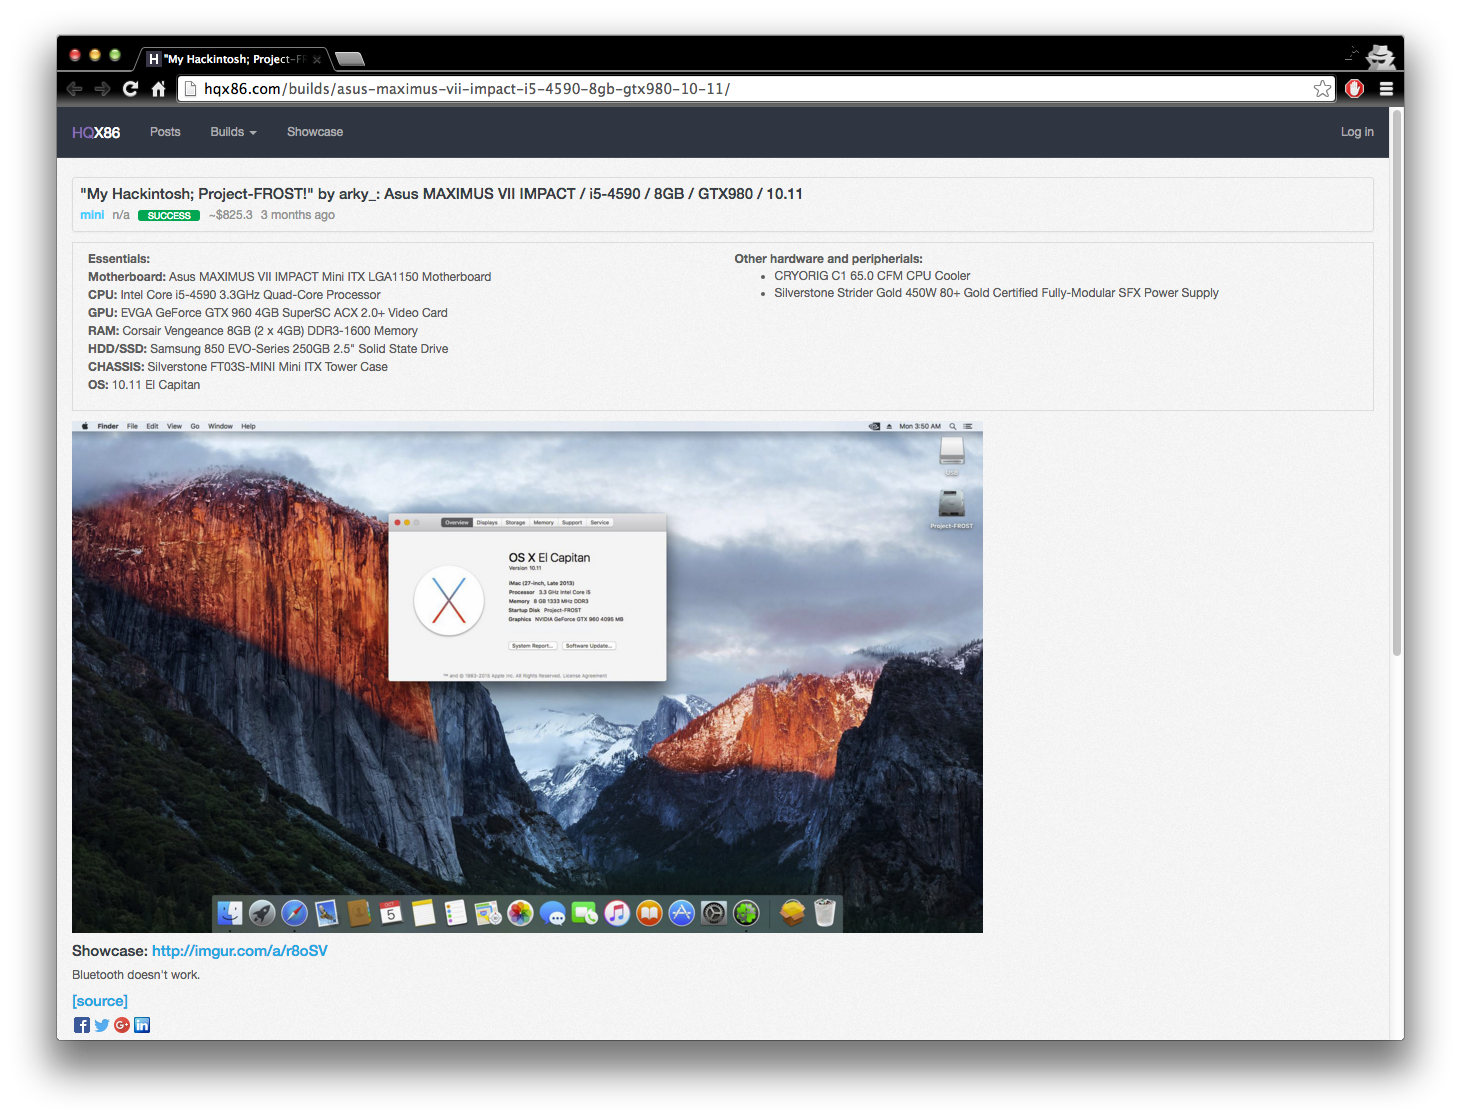 H "My Hackintosh; Project-FR
hqx86.com/builds/asus-maximus-vii-impact-i5-4590-8gb-gtx980-10-11/
HQX86 Posts Builds Showcase Log in
"My Hackintosh; Project-FROST!" by arky_: Asus MAXIMUS VII IMPACT / i5-4590 / 8GB / GTX980 / 10.11
mini n/a SUCCESS ~$825.3 3 months ago
Essentials:
Motherboard: Asus MAXIMUS VII IMPACT Mini ITX LGA1150 Motherboard
CPU: Intel Core i5-4590 3.3GHz Quad-Core Processor
GPU: EVGA GeForce GTX 960 4GB SuperSC ACX 2.0+ Video Card
RAM: Corsair Vengeance 8GB (2 x 4GB) DDR3-1600 Memory
HDD/SSD: Samsung 850 EVO-Series 250GB 2.5" Solid State Drive
CHASSIS: Silverstone FT03S-MINI Mini ITX Tower Case
OS: 10.11 El Capitan
Other hardware and peripherials:
• CRYORIG C1 65.0 CFM CPU Cooler
• Silverstone Strider Gold 450W 80+ Gold Certified Fully-Modular SFX Power Supply
Finder File Edit View Go Window Help Mon 3:50 AM
Project-FROST
Overview Displays Storage Memory Support Service
OS X El Capitan
Version 10.11
iMac (27-inch, Late 2013)
Processor 3.3 GHz Intel Core i5
Memory 8 GB 1333 MHz DDR3
Startup Disk Project-FROST
Graphics NVIDIA GeForce GTX 960 4095 MB
System Report... Software Update...
™ and © 1983-2015 Apple Inc. All Rights Reserved. License Agreement
OCT
5
Showcase: http://imgur.com/a/r8oSV
Bluetooth doesn't work.
[source]